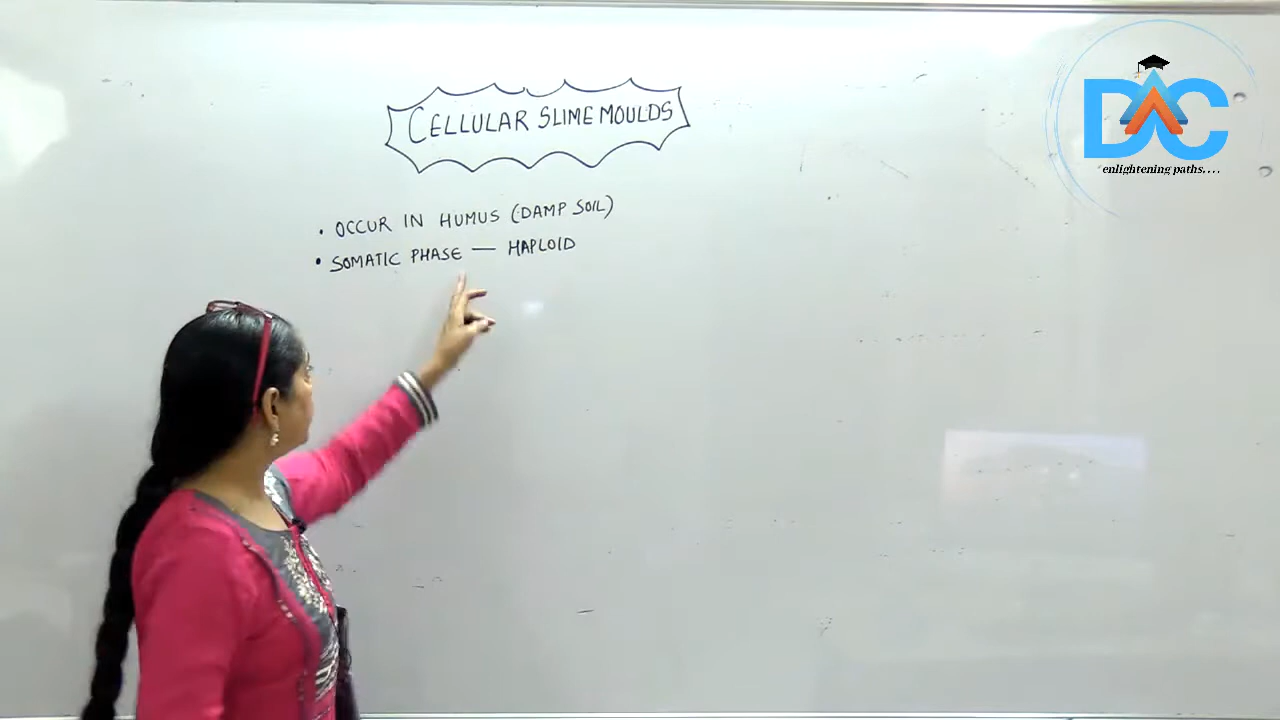 CELLULAR SLIME MOULDS
• OCCUR IN HUMUS (DAMP SOIL)
• SOMATIC PHASE — HAPLOID
DAC
enlightening paths....